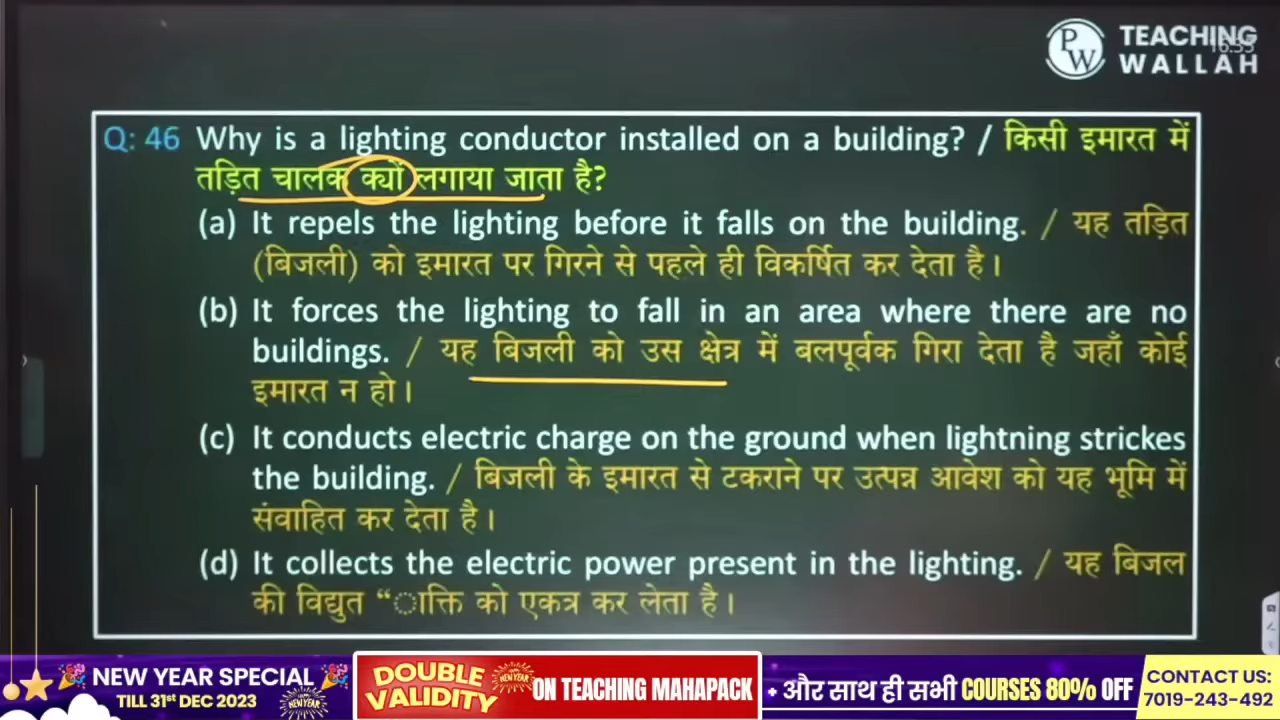 TEACHING
WALLAH
PW
Q: 46 Why is a lighting conductor installed on a building? / किसी इमारत में
तड़ित चालक क्यों लगाया जाता है?
(a) It repels the lighting before it falls on the building. / यह तड़ित
(बिजली) को इमारत पर गिरने से पहले ही विकर्षित कर देता है।
(b) It forces the lighting to fall in an area where there are no
buildings. / यह बिजली को उस क्षेत्र में बलपूर्वक गिरा देता है जहाँ कोई
इमारत न हो।
(c) It conducts electric charge on the ground when lightning strickes
the building. / बिजली के इमारत से टकराने पर उत्पन्न आवेश को यह भूमि में
संवाहित कर देता है।
(d) It collects the electric power present in the lighting. / यह बिजल
की विद्युत “ाक्ति को एकत्र कर लेता है।
NEW YEAR SPECIAL
TILL 31st DEC 2023
DOUBLE
VALIDITY
ON TEACHING MAHAPACK
+ और साथ ही सभी COURSES 80% OFF
CONTACT US:
7019-243-492